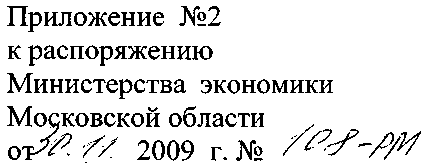 Приложение №2
к распоряжению
Министерства экономики
Московской области
от 30.11. 2009 г. № 108-РМ